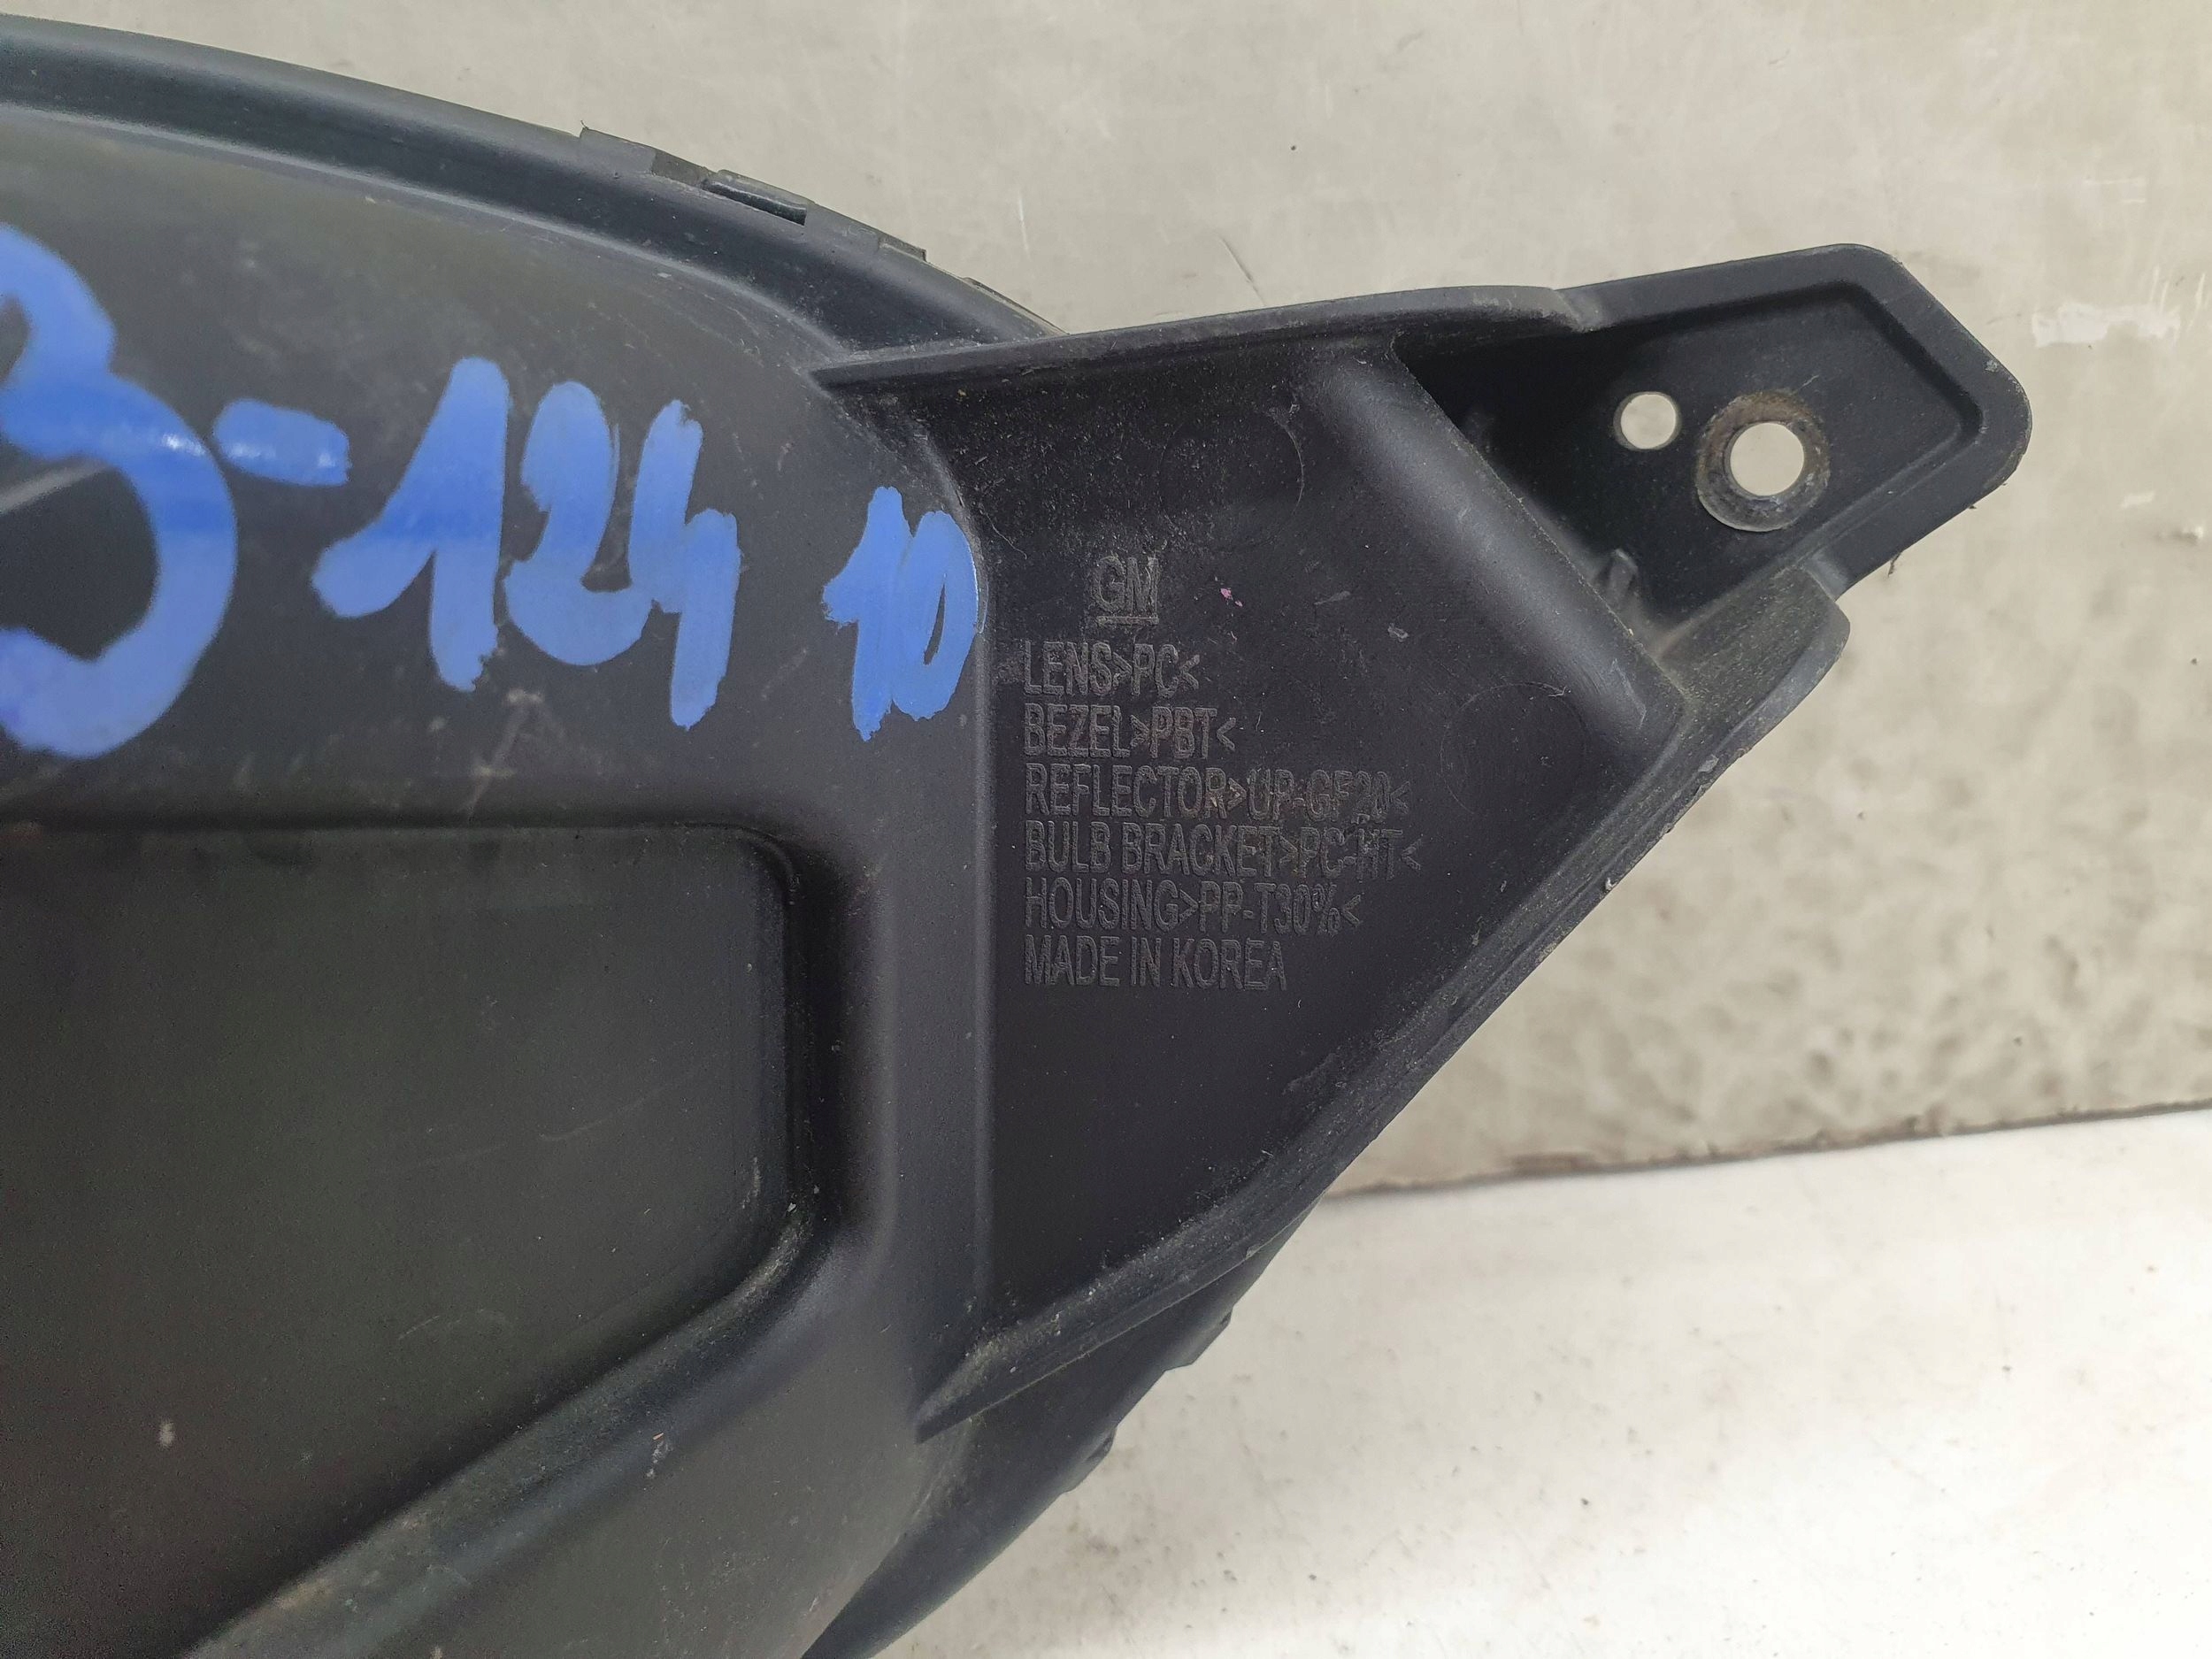 3-124 10
GM
LENS>PC<
BEZEL>PBT<
REFLECTOR>UP-GF20<
BULB BRACKET>PC-HT<
HOUSING>PP-T30%<
MADE IN KOREA